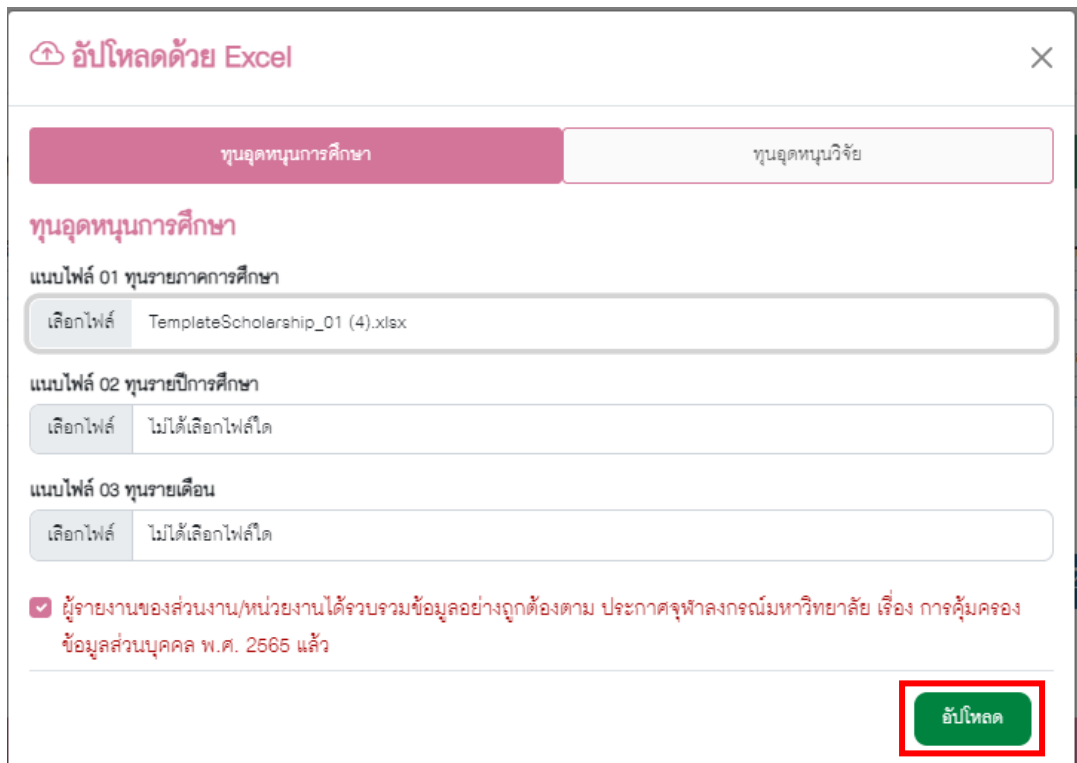 อัปโหลดด้วย Excel
ทุนอุดหนุนการศึกษา
ทุนอุดหนุนวิจัย
ทุนอุดหนุนการศึกษา
แนบไฟล์ 01 ทุนรายภาคการศึกษา
เลือกไฟล์ TemplateScholarship_01 (4).xlsx
แนบไฟล์ 02 ทุนรายปีการศึกษา
เลือกไฟล์ ไม่ได้เลือกไฟล์ใด
แนบไฟล์ 03 ทุนรายเดือน
เลือกไฟล์ ไม่ได้เลือกไฟล์ใด
ผู้รายงานของส่วนงาน/หน่วยงานได้รวบรวมข้อมูลอย่างถูกต้องตาม ประกาศจุฬาลงกรณ์มหาวิทยาลัย เรื่อง การคุ้มครอง
ข้อมูลส่วนบุคคล พ.ศ. 2565 แล้ว
อัปโหลด